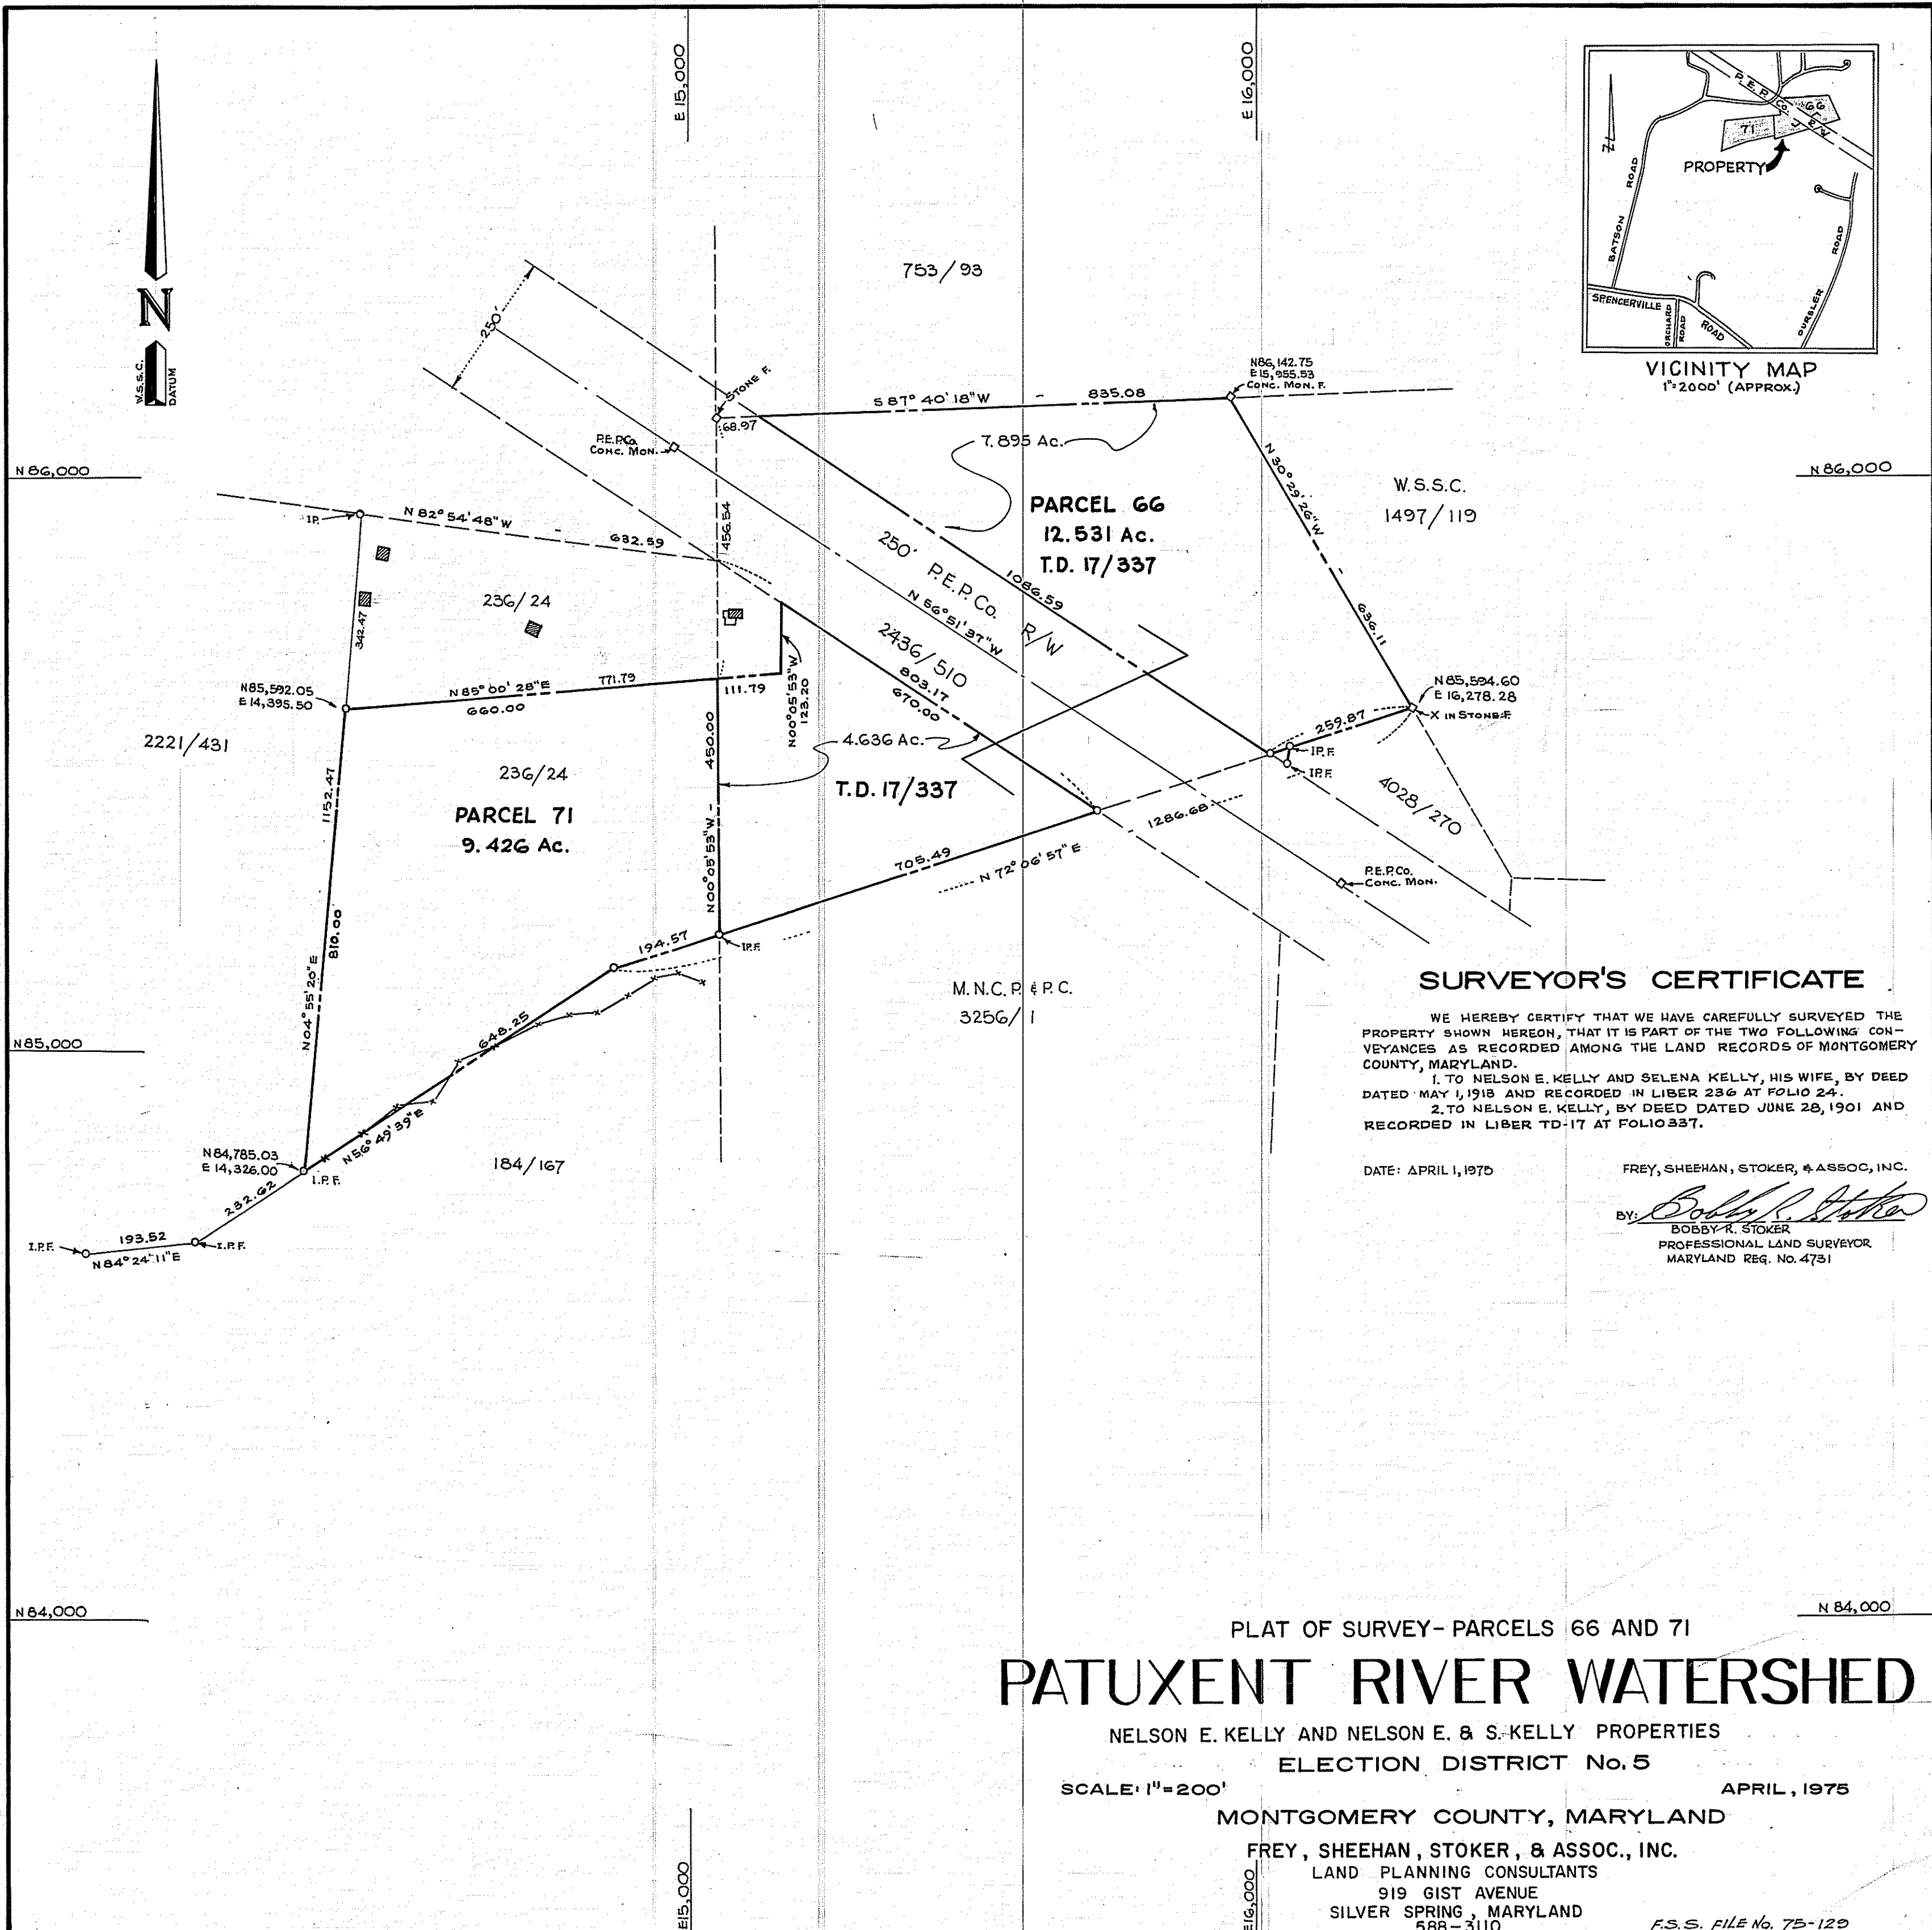 E 15,000
E 16,000
N
W.S.S.C.
DATUM
P.E.P. Co.
R/W
66
71
N
PROPERTY
BATSON
ROAD
SPENCERVILLE
ROAD
ORCHARD
ROAD
OURSLER
ROAD
VICINITY MAP
1"=2000' (APPROX.)
753/93
250'
STONE F.
N86,142.75
E15,955.53
CONC. MON. F.
S 87° 40' 18" W - 835.08
68.97
P.E.P.Co.
CONC. MON.
7.895 Ac.
N 86,000
N 86,000
N 30° 29' 26" W -
636.11
W.S.S.C.
1497/119
PARCEL 66
12.531 Ac.
T.D. 17/337
I.P.
N 82° 54' 48" W - 632.59
456.54
250' P.E.P.Co. R/W
N 56° 51' 37" W
1086.59
2436/510
803.17
670.00
236/24
342.47
N85,592.05
E 14,395.50
N 85° 00' 28" E 771.79
660.00
111.79
N00° 05' 53" W
123.20
N85,594.60
E 16,278.28
X IN STONE F.
259.87
I.P.F.
I.P.F.
2221/431
450.00
4.636 Ac.
236/24
T.D. 17/337
PARCEL 71
9.426 Ac.
1152.47
4028/270
1286.68
N 72° 06' 57" E
705.49
N00° 05' 53" W -
P.E.P.Co.
CONC. MON.
810.00
N04° 55' 20" E
194.57
I.P.F.
M.N.C.P. & P.C.
3256/1
648.25
N56° 49' 39" E
N85,000
N84,785.03
E 14,326.00
I.P.F.
184/167
232.62
193.52
I.P.F.
I.P.F.
N 84° 24' 11" E
SURVEYOR'S CERTIFICATE
WE HEREBY CERTIFY THAT WE HAVE CAREFULLY SURVEYED THE
PROPERTY SHOWN HEREON, THAT IT IS PART OF THE TWO FOLLOWING CON-
VEYANCES AS RECORDED AMONG THE LAND RECORDS OF MONTGOMERY
COUNTY, MARYLAND.
1. TO NELSON E. KELLY AND SELENA KELLY, HIS WIFE, BY DEED
DATED MAY 1, 1918 AND RECORDED IN LIBER 236 AT FOLIO 24.
2. TO NELSON E. KELLY, BY DEED DATED JUNE 28, 1901 AND
RECORDED IN LIBER TD-17 AT FOLIO 337.
DATE: APRIL 1, 1975
FREY, SHEEHAN, STOKER, & ASSOC, INC.
BY: Bobby R. Stoker
BOBBY R. STOKER
PROFESSIONAL LAND SURVEYOR
MARYLAND REG. NO. 4731
N 84,000
N 84,000
PLAT OF SURVEY - PARCELS 66 AND 71
PATUXENT RIVER WATERSHED
NELSON E. KELLY AND NELSON E. & S. KELLY PROPERTIES
ELECTION DISTRICT No. 5
SCALE: 1"=200'
APRIL, 1975
MONTGOMERY COUNTY, MARYLAND
FREY, SHEEHAN, STOKER, & ASSOC., INC.
LAND PLANNING CONSULTANTS
919 GIST AVENUE
SILVER SPRING, MARYLAND
588-3110
F.S.S. FILE No. 75-129
E15,000
E16,000